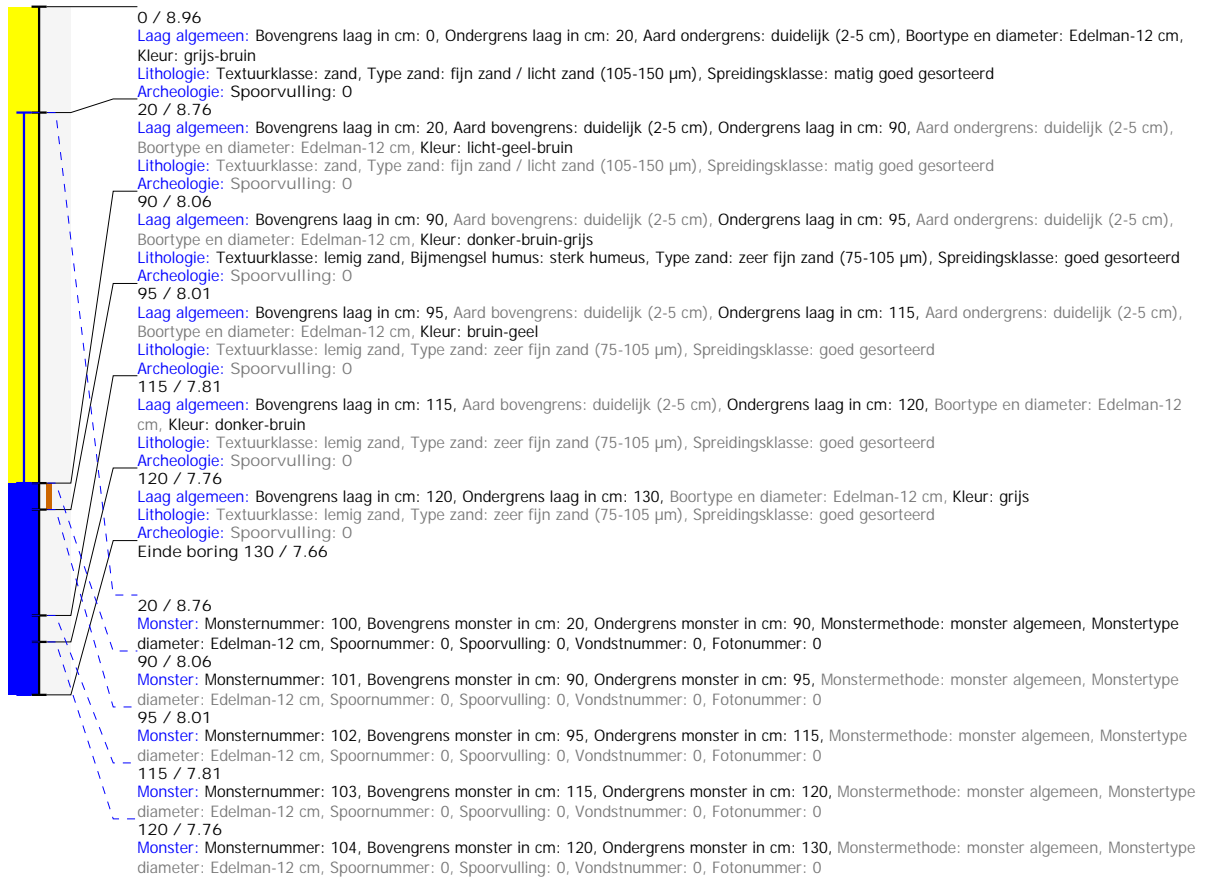 0 / 8.96
Laag algemeen: Bovengrens laag in cm: 0, Ondergrens laag in cm: 20, Aard ondergrens: duidelijk (2-5 cm), Boortype en diameter: Edelman-12 cm,
Kleur: grijs-bruin
Lithologie: Textuurklasse: zand, Type zand: fijn zand / licht zand (105-150 µm), Spreidingsklasse: matig goed gesorteerd
Archeologie: Spoorvulling: 0
20 / 8.76
Laag algemeen: Bovengrens laag in cm: 20, Aard bovengrens: duidelijk (2-5 cm), Ondergrens laag in cm: 90, Aard ondergrens: duidelijk (2-5 cm),
Boortype en diameter: Edelman-12 cm, Kleur: licht-geel-bruin
Lithologie: Textuurklasse: zand, Type zand: fijn zand / licht zand (105-150 µm), Spreidingsklasse: matig goed gesorteerd
Archeologie: Spoorvulling: 0
90 / 8.06
Laag algemeen: Bovengrens laag in cm: 90, Aard bovengrens: duidelijk (2-5 cm), Ondergrens laag in cm: 95, Aard ondergrens: duidelijk (2-5 cm),
Boortype en diameter: Edelman-12 cm, Kleur: donker-bruin-grijs
Lithologie: Textuurklasse: lemig zand, Bijmengsel humus: sterk humeus, Type zand: zeer fijn zand (75-105 µm), Spreidingsklasse: goed gesorteerd
Archeologie: Spoorvulling: 0
95 / 8.01
Laag algemeen: Bovengrens laag in cm: 95, Aard bovengrens: duidelijk (2-5 cm), Ondergrens laag in cm: 115, Aard ondergrens: duidelijk (2-5 cm),
Boortype en diameter: Edelman-12 cm, Kleur: bruin-geel
Lithologie: Textuurklasse: lemig zand, Type zand: zeer fijn zand (75-105 µm), Spreidingsklasse: goed gesorteerd
Archeologie: Spoorvulling: 0
115 / 7.81
Laag algemeen: Bovengrens laag in cm: 115, Aard bovengrens: duidelijk (2-5 cm), Ondergrens laag in cm: 120, Boortype en diameter: Edelman-12
cm, Kleur: donker-bruin
Lithologie: Textuurklasse: lemig zand, Type zand: zeer fijn zand (75-105 µm), Spreidingsklasse: goed gesorteerd
Archeologie: Spoorvulling: 0
120 / 7.76
Laag algemeen: Bovengrens laag in cm: 120, Ondergrens laag in cm: 130, Boortype en diameter: Edelman-12 cm, Kleur: grijs
Lithologie: Textuurklasse: lemig zand, Type zand: zeer fijn zand (75-105 µm), Spreidingsklasse: goed gesorteerd
Archeologie: Spoorvulling: 0
Einde boring 130 / 7.66
20 / 8.76
Monster: Monsternummer: 100, Bovengrens monster in cm: 20, Ondergrens monster in cm: 90, Monstermethode: monster algemeen, Monstertype
diameter: Edelman-12 cm, Spoornummer: 0, Spoorvulling: 0, Vondstnummer: 0, Fotonummer: 0
90 / 8.06
Monster: Monsternummer: 101, Bovengrens monster in cm: 90, Ondergrens monster in cm: 95, Monstermethode: monster algemeen, Monstertype
diameter: Edelman-12 cm, Spoornummer: 0, Spoorvulling: 0, Vondstnummer: 0, Fotonummer: 0
95 / 8.01
Monster: Monsternummer: 102, Bovengrens monster in cm: 95, Ondergrens monster in cm: 115, Monstermethode: monster algemeen, Monstertype
diameter: Edelman-12 cm, Spoornummer: 0, Spoorvulling: 0, Vondstnummer: 0, Fotonummer: 0
115 / 7.81
Monster: Monsternummer: 103, Bovengrens monster in cm: 115, Ondergrens monster in cm: 120, Monstermethode: monster algemeen, Monstertype
diameter: Edelman-12 cm, Spoornummer: 0, Spoorvulling: 0, Vondstnummer: 0, Fotonummer: 0
120 / 7.76
Monster: Monsternummer: 104, Bovengrens monster in cm: 120, Ondergrens monster in cm: 130, Monstermethode: monster algemeen, Monstertype
diameter: Edelman-12 cm, Spoornummer: 0, Spoorvulling: 0, Vondstnummer: 0, Fotonummer: 0